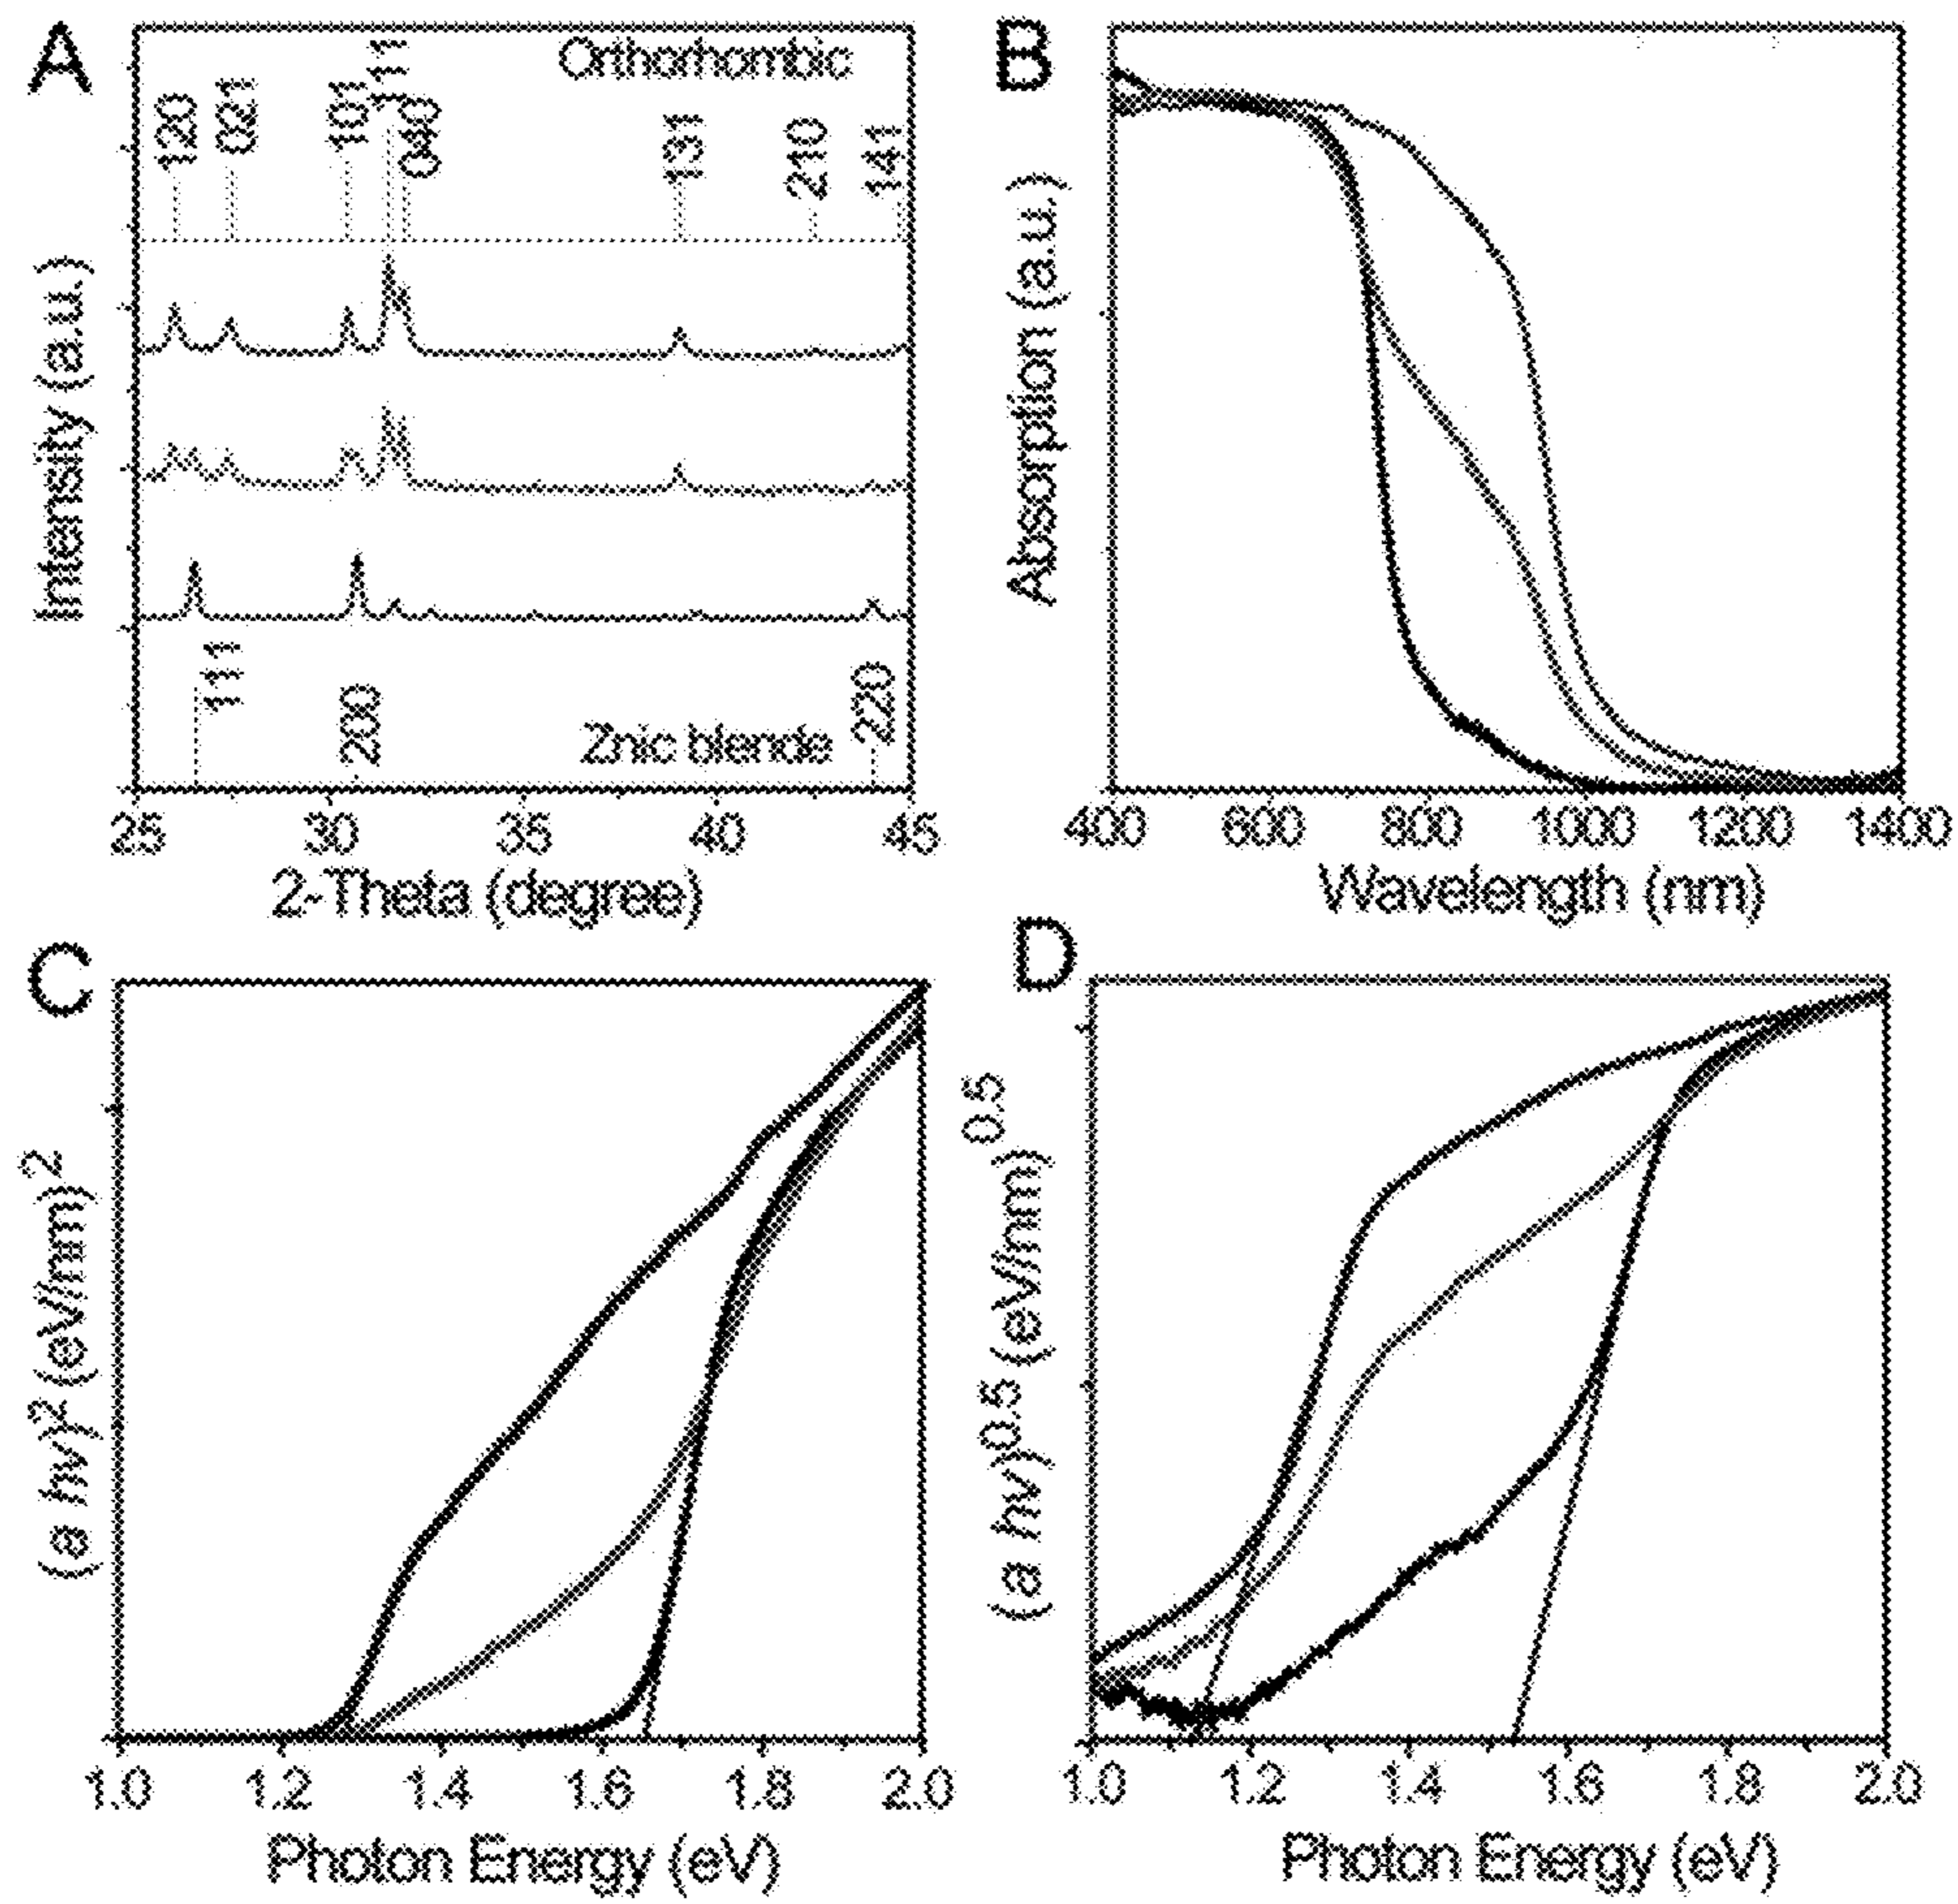 A
Orthorhombic
120
021
101
111
040
131
210
141
Intensity (a.u.)
111
200
220
Znic blende
25 30 35 40 45
2-Theta (degree)
B
Absorption (a.u.)
400 600 800 1000 1200 1400
Wavelength (nm)
C
(a hv)2 (eV/nm)2
1.0 1.2 1.4 1.6 1.8 2.0
Photon Energy (eV)
D
(a hv)0.5 (eV/nm)0.5
1.0 1.2 1.4 1.6 1.8 2.0
Photon Energy (eV)